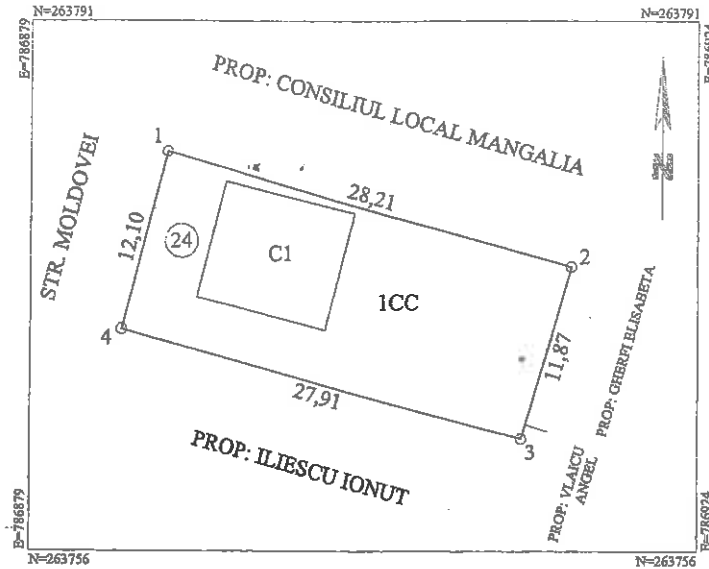 N=263791
N=263791
E=786879
PROP: CONSILIUL LOCAL MANGALIA
STR. MOLDOVEI
1
28,21
2
12,10
24
C1
1CC
11,87
4
27,91
3
PROP: ILIESCU IONUT
PROP: GHERFI ELISABETA
PROP: VLAICU
ANGEL
E=786879
E=786924
N=263756
N=263756